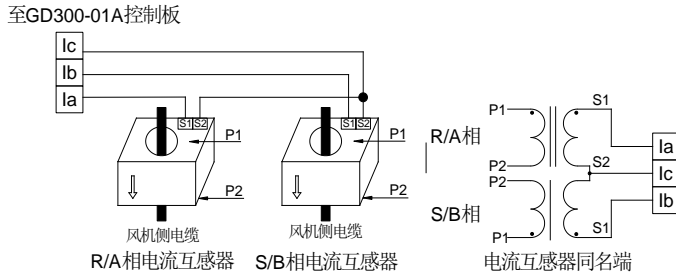 至GD300-01A控制板
Ic
Ib
Ia
S1 S2
P1
P2
风机侧电缆
R/A相电流互感器
S1 S2
P1
P2
风机侧电缆
S/B相电流互感器
P1
S1
R/A相
Ia
P2
S2
P2
Ic
S/B相
Ib
P1
S1
电流互感器同名端